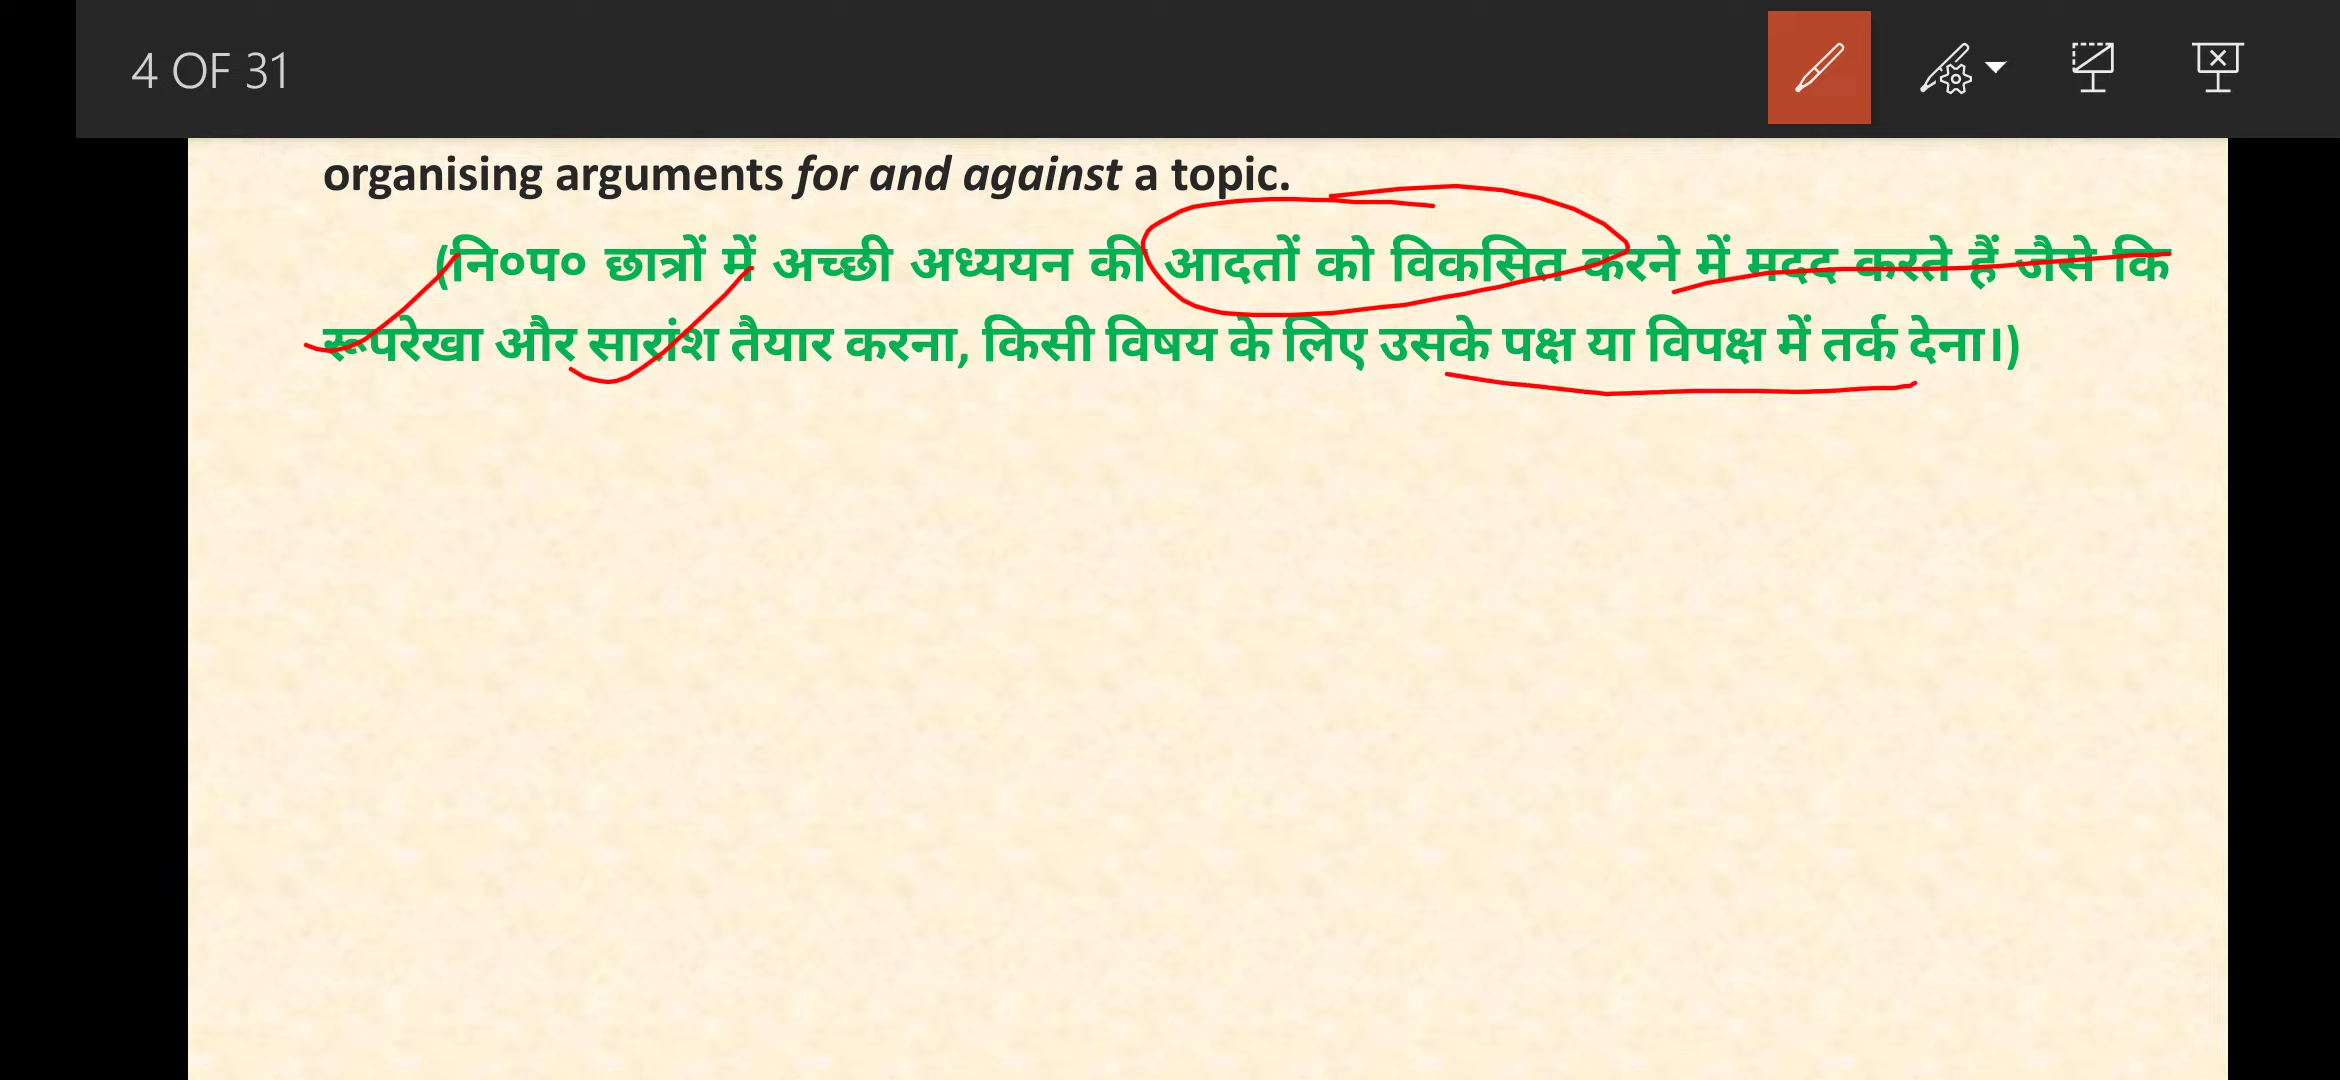 4 OF 31
organising arguments for and against a topic.
(नि०प० छात्रों में अच्छी अध्ययन की आदतों को विकसित करने में मदद करते हैं जैसे कि
रूपरेखा और सारांश तैयार करना, किसी विषय के लिए उसके पक्ष या विपक्ष में तर्क देना।)